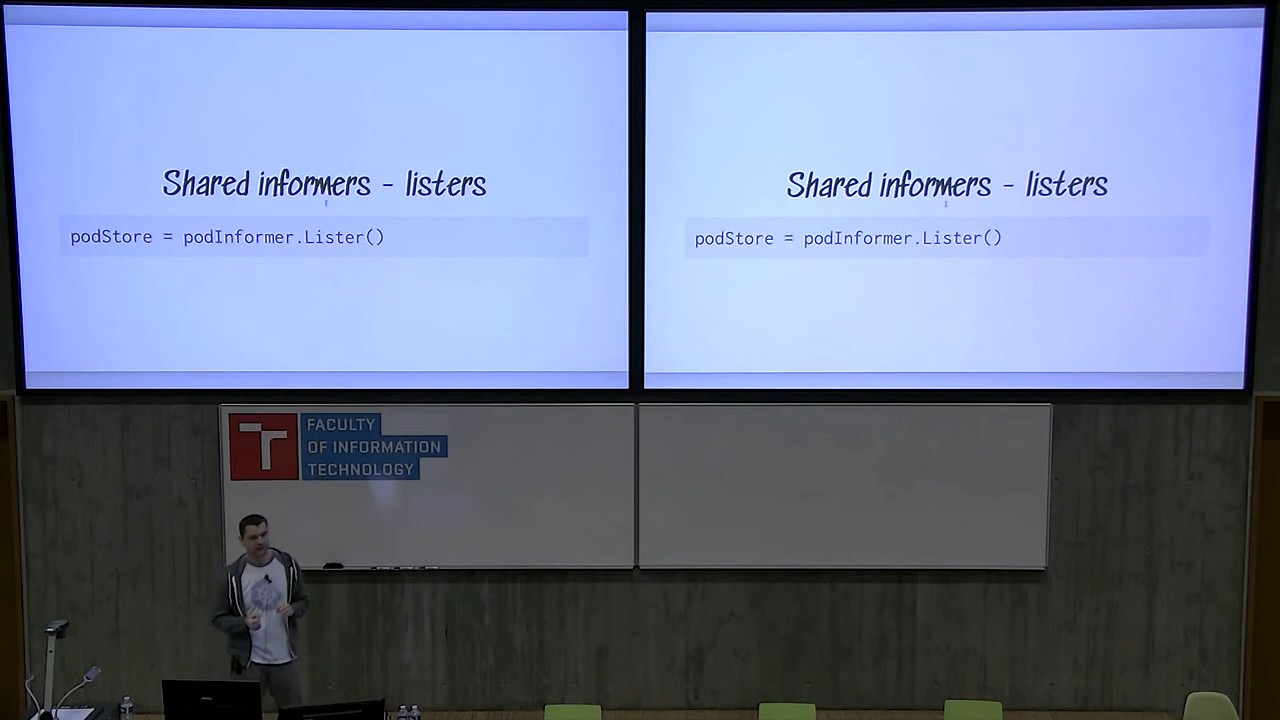 Shared informers - listers
podStore = podInformer.Lister()
Shared informers - listers
podStore = podInformer.Lister()
T
FACULTY
OF INFORMATION
TECHNOLOGY